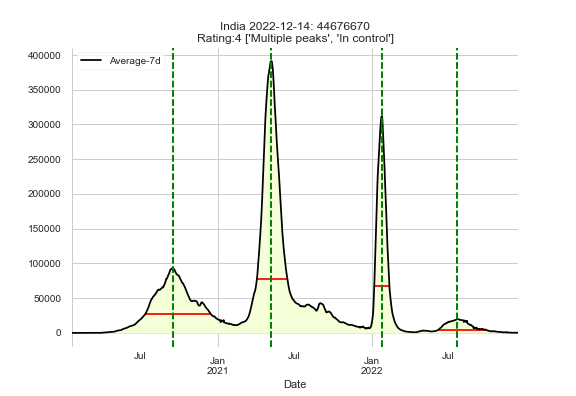 India 2022-12-14: 44676670
Rating:4 ['Multiple peaks', 'In control']
Average-7d
400000
350000
300000
250000
200000
150000
100000
50000
0
Jul
Jan
2021
Jul
Jan
2022
Jul
Date